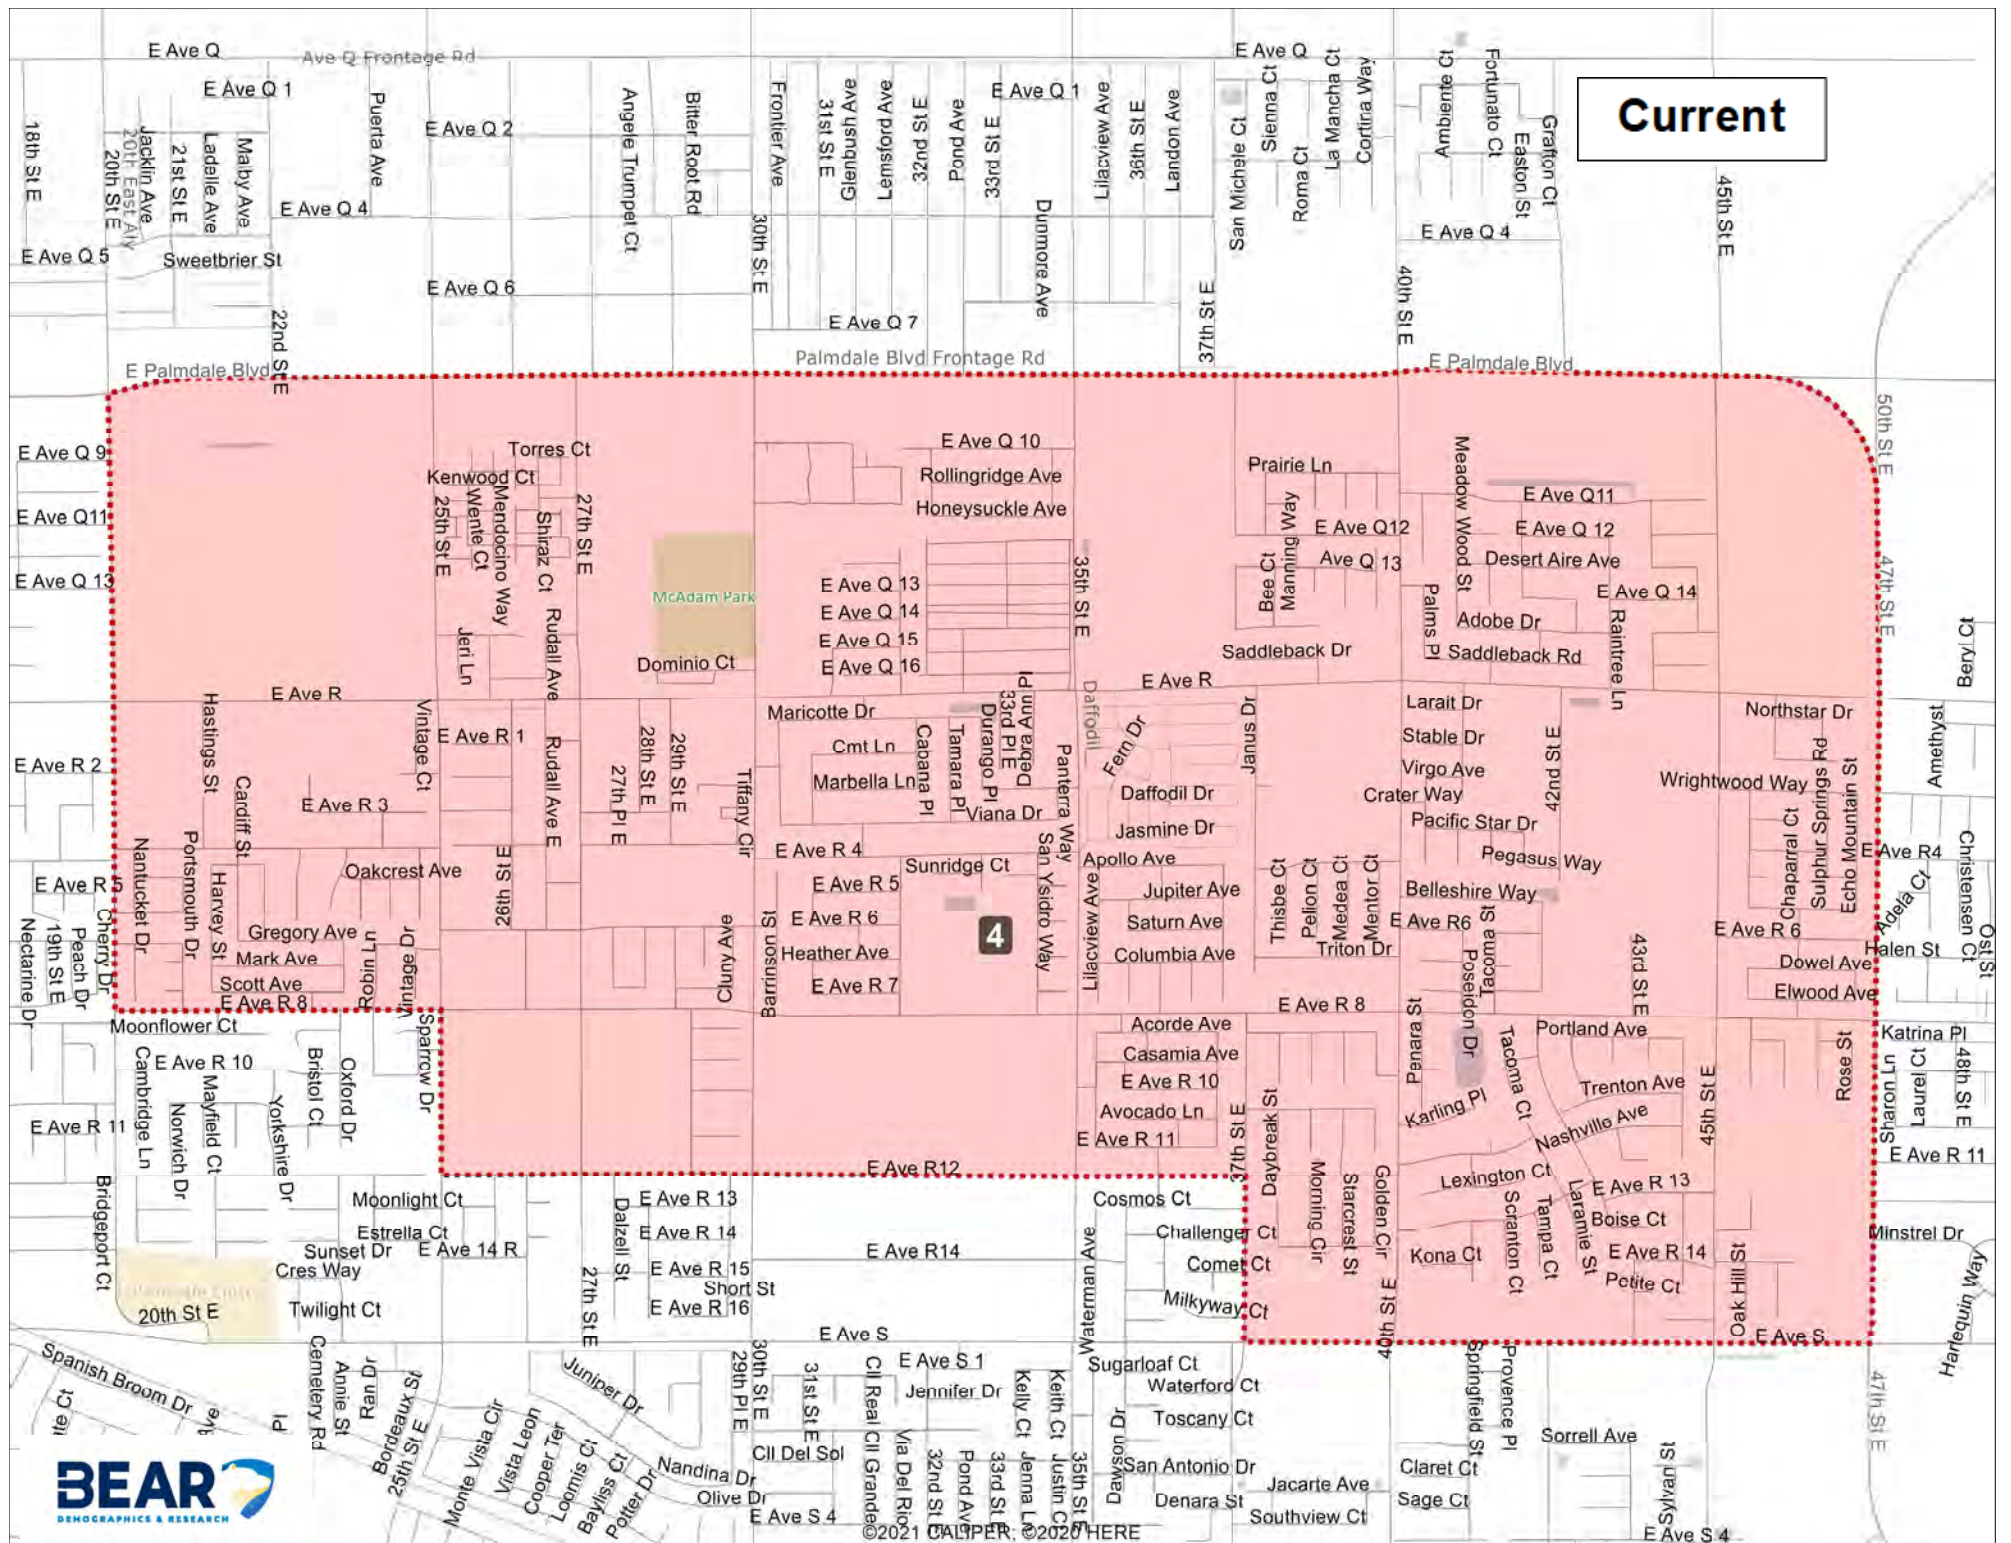 Current
E Ave Q
Ave Q Frontage Rd
E Ave Q
E Ave Q 1
E Ave Q 1
E Ave Q 2
18th St E
20th St E
20th East Aly
Jacklin Ave
21st St E
Ladelle Ave
Malby Ave
Puerta Ave
Angele Trumpet Ct
Bitter Root Rd
Frontier Ave
31st St E
Glenbush Ave
Lemsford Ave
32nd St E
Pond Ave
33rd St E
Dunmore Ave
Lilacview Ave
36th St E
Landon Ave
San Michele Ct
Sienna Ct
Roma Ct
La Mancha Ct
Cortina Way
Ambiente Ct
Fortunato Ct
Easton St
Grafton Ct
45th St E
E Ave Q 4
E Ave Q 4
E Ave Q 5
Sweetbrier St
E Ave Q 6
E Ave Q 7
22nd St E
30th St E
37th St E
40th St E
Palmdale Blvd Frontage Rd
E Palmdale Blvd
E Palmdale Blvd
50th St E
47th St E
E Ave Q 9
E Ave Q11
E Ave Q 13
Torres Ct
Kenwood Ct
25th St E
Wente Ct
Mendocino Way
Shiraz Ct
27th St E
Jeri Ln
Rudall Ave
McAdam Park
Dominio Ct
E Ave Q 10
Rollingridge Ave
Honeysuckle Ave
E Ave Q 13
E Ave Q 14
E Ave Q 15
E Ave Q 16
35th St E
Prairie Ln
Manning Way
Bee Ct
E Ave Q12
Ave Q 13
Saddleback Dr
Meadow Wood St
E Ave Q11
E Ave Q 12
Desert Aire Ave
E Ave Q 14
Palms Pl
Adobe Dr
Saddleback Rd
Raintree Ln
Beryl Ct
E Ave R
E Ave R
Hastings St
Vintage Ct
E Ave R 1
E Ave R 2
Cardiff St
E Ave R 3
Rudall Ave E
28th St E
29th St E
27th Pl E
Tiffany Cir
Maricotte Dr
Cmt Ln
Marbella Ln
Cabana Pl
Tamara Pl
Durango Pl
33rd Pl E
Debra Ann Pl
Viana Dr
Panterra Way
Daffodil
Fern Dr
Daffodil Dr
Jasmine Dr
Janus Dr
Larait Dr
Stable Dr
Virgo Ave
Crater Way
Pacific Star Dr
Pegasus Way
42nd St E
Northstar Dr
Wrightwood Way
Chaparral Ct
Sulphur Springs Rd
Echo Mountain St
Amethyst
E Ave R4
Christensen Ct
Adela Ct
Halen St
Ost St
E Ave R 4
Sunridge Ct
San Ysidro Way
Apollo Ave
Jupiter Ave
Saturn Ave
Columbia Ave
Lilacview Ave
Thisbe Ct
Pelion Ct
Medea Ct
Mentor Ct
Triton Dr
Belleshire Way
E Ave R6
Tacoma St
Poseidon Dr
43rd St E
E Ave R 6
Dowel Ave
Elwood Ave
E Ave R 5
Nantucket Dr
Portsmouth Dr
Harvey St
Oakcrest Ave
Gregory Ave
Mark Ave
Scott Ave
E Ave R 8
Robin Ln
Vintage Dr
26th St E
Cluny Ave
Bamson St
E Ave R 5
E Ave R 6
Heather Ave
E Ave R 7
4
Nectarine Dr
19th St E
Peach Dr
Cherry Dr
E Ave R 8
Moonflower Ct
E Ave R 10
E Ave R 11
Cambridge Ln
Norwich Dr
Mayfield Ct
Yorkshire Dr
Bristol Ct
Oxford Dr
Sparrow Dr
Bridgeport Ct
Acorde Ave
Casamia Ave
E Ave R 10
Avocado Ln
E Ave R 11
37th St E
Daybreak St
Morning Cir
Starcrest St
Golden Cir
Penara St
Karling Pl
Tacoma Ct
Portland Ave
Trenton Ave
Nashville Ave
45th St E
Rose St
Katrina Pl
Sharon Ln
Laurel Ct
48th St E
E Ave R 11
E Ave R12
Lexington Ct
E Ave R 13
Scranton Ct
Tampa Ct
Laramie St
Boise Ct
E Ave R 14
Petite Ct
Kona Ct
40th St E
Oak Hill St
E Ave S
Minstrel Dr
Harlequin Way
Moonlight Ct
Estrella Ct
Sunset Dr
E Ave 14 R
Cres Way
Twilight Ct
20th St E
27th St E
Dalzell St
E Ave R 13
E Ave R 14
E Ave R 15
Short St
E Ave R 16
E Ave R14
E Ave S
Waterman Ave
Cosmos Ct
Challenger Ct
Comet Ct
Milkyway Ct
Spanish Broom Dr
Cemetery Rd
Annie St
Ran Dr
Bordeaux St
25th St E
Monte Vista Cir
Vista Leon
Cooper Ter
Loomis Ct
Bayliss Ct
Potter Dr
Juniper Dr
Nandina Dr
Olive Dr
29th Pl E
30th St E
31st St E
Cll Del Sol
E Ave S 4
Cll Real
Cll Grande
Via Del Rio
E Ave S 1
Jennifer Dr
32nd St E
Pond Ave
33rd St E
Kelly Ct
Jenna Ln
Keith Ct
Justin Ct
35th St E
Dawson Dr
Sugarloaf Ct
Waterford Ct
Toscany Ct
San Antonio Dr
Denara St
Jacarte Ave
Southview Ct
Springfield St
Provence Pl
Claret Ct
Sage Ct
Sorrell Ave
Sylvan St
E Ave S 4
47th St E
BEAR
DEMOGRAPHICS & RESEARCH
©2021 CALIPER; ©2020 HERE